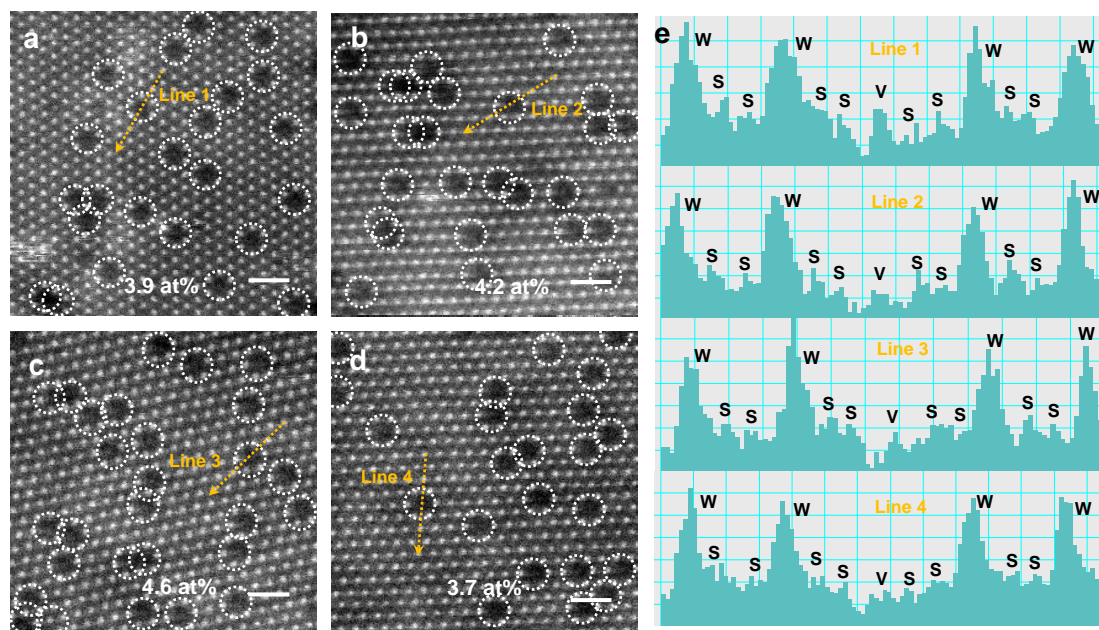 a
Line 1
3.9 at%
b
Line 2
4.2 at%
c
Line 3
4.6 at%
d
Line 4
3.7 at%
e
Line 1
W S S W S S V S S W S S W
Line 2
W S S W S S V S S W S S W
Line 3
W S S W S S V S S W S S W
Line 4
W S S W S S V S S W S S W